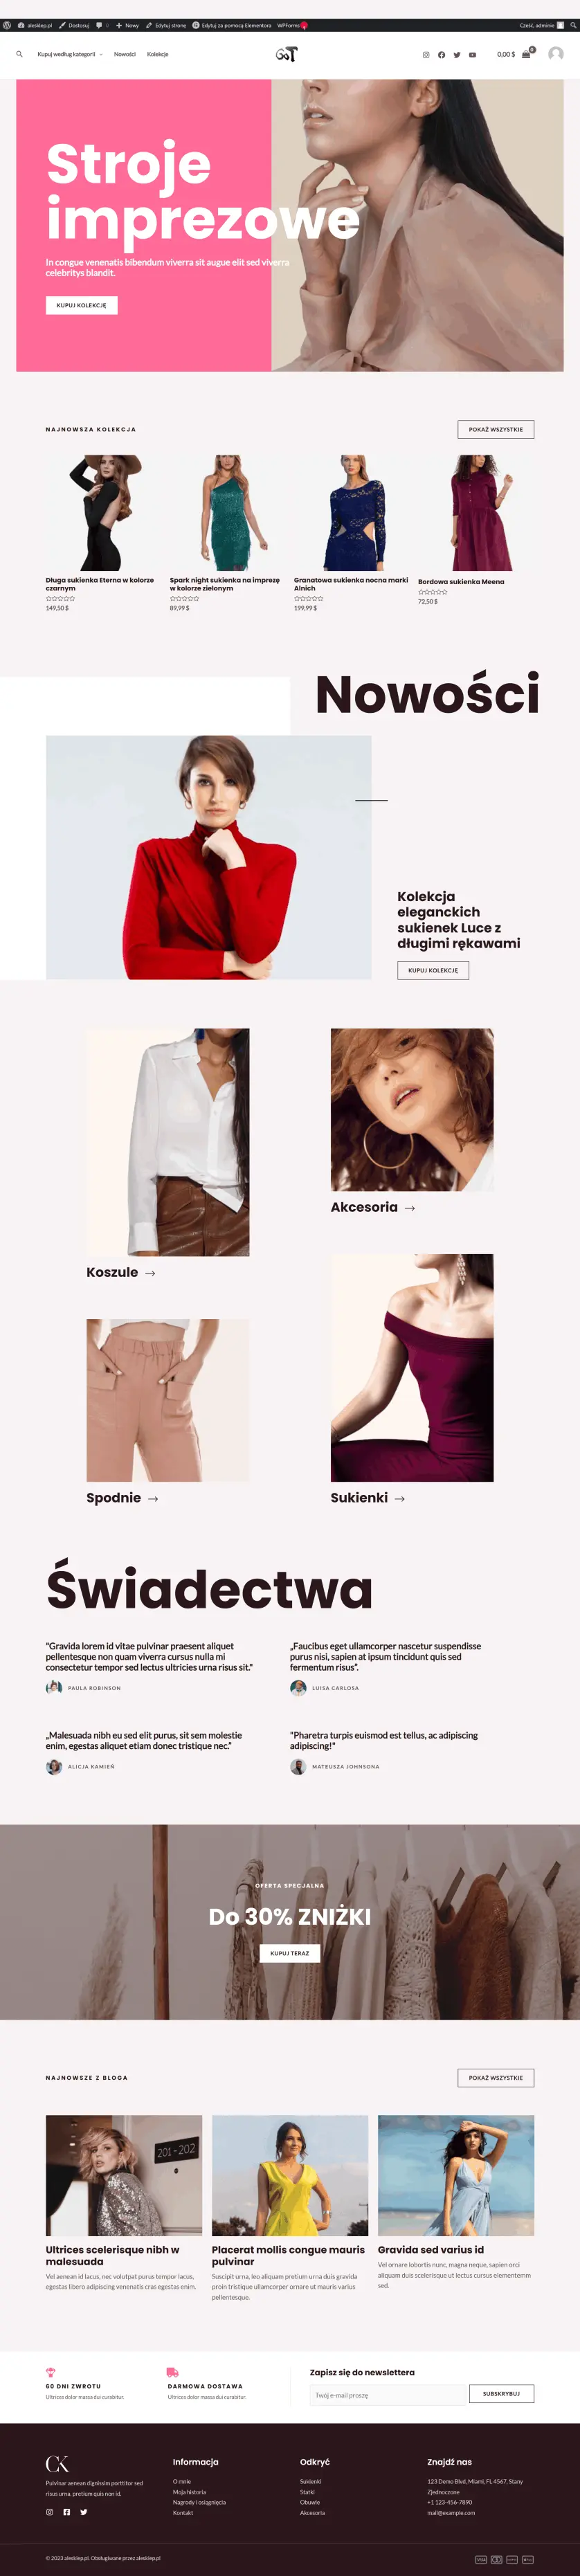 alesklep.pl Dostosuj 0 Nowy Edytuj stronę Edytuj za pomocą Elementora WPForms Cześć, adminie
Kupuj według kategorii Nowości Kolekcje 0,00 $ 0
Stroje
imprezowe
In congue venenatis bibendum viverra sit augue elit sed viverra
celebritys blandit.
KUPUJ KOLEKCJĘ
NAJNOWSZA KOLEKCJA
POKAŻ WSZYSTKIE
Długa sukienka Eterna w kolorze
czarnym
149,50 $
Spark night sukienka na imprezę
w kolorze zielonym
89,99 $
Granatowa sukienka nocna marki
Alnich
199,99 $
Bordowa sukienka Meena
72,50 $
Nowości
Kolekcja
eleganckich
sukienek Luce z
długimi rękawami
KUPUJ KOLEKCJĘ
Akcesoria →
Koszule →
Spodnie →
Sukienki →
Świadectwa
"Gravida lorem id vitae pulvinar praesent aliquet
pellentesque non quam viverra cursus nulla mi
consectetur tempor sed lectus ultricies urna risus sit."
PAULA ROBINSON
„Faucibus eget ullamcorper nascetur suspendisse
purus nisi, sapien at ipsum tincidunt quis sed
fermentum risus”.
LUISA CARLOSA
„Malesuada nibh eu sed elit purus, sit sem molestie
enim, egestas aliquet etiam donec tristique nec.”
ALICJA KAMIEŃ
"Pharetra turpis euismod est tellus, ac adipiscing
adipiscing!"
MATEUSZA JOHNSONA
OFERTA SPECJALNA
Do 30% ZNIŻKI
KUPUJ TERAZ
NAJNOWSZE Z BLOGA
POKAŻ WSZYSTKIE
201-202
Ultrices scelerisque nibh w
malesuada
Vel aenean id lacus, nec volutpat purus tempor lacus,
egestas libero adipiscing venenatis cras egestas enim.
Placerat mollis congue mauris
pulvinar
Suscipit urna, leo aliquam pretium urna duis gravida
proin tristique ullamcorper ornare ut mauris varius
pellentesque.
Gravida sed varius id
Vel ornare lobortis nunc, magna neque, sapien orci
aliquam duis scelerisque ut lectus cursus elementemm
sed.
60 DNI ZWROTU
Ultrices dolor massa dui curabitur.
DARMOWA DOSTAWA
Ultrices dolor massa dui curabitur.
Zapisz się do newslettera
Twój e-mail proszę
SUBSKRYBUJ
CK
Pulvinar aenean dignissim porttitor sed
risus urna, pretium quis non id.
Informacja
O mnie
Moja historia
Nagrody i osiągnięcia
Kontakt
Odkryć
Sukienki
Statki
Obuwie
Akcesoria
Znajdź nas
123 Demo Blvd, Miami, FL 4567, Stany
Zjednoczone
+1 123-456-7890
mail@example.com
© 2023 alesklep.pl. Obsługiwane przez alesklep.pl
VISA